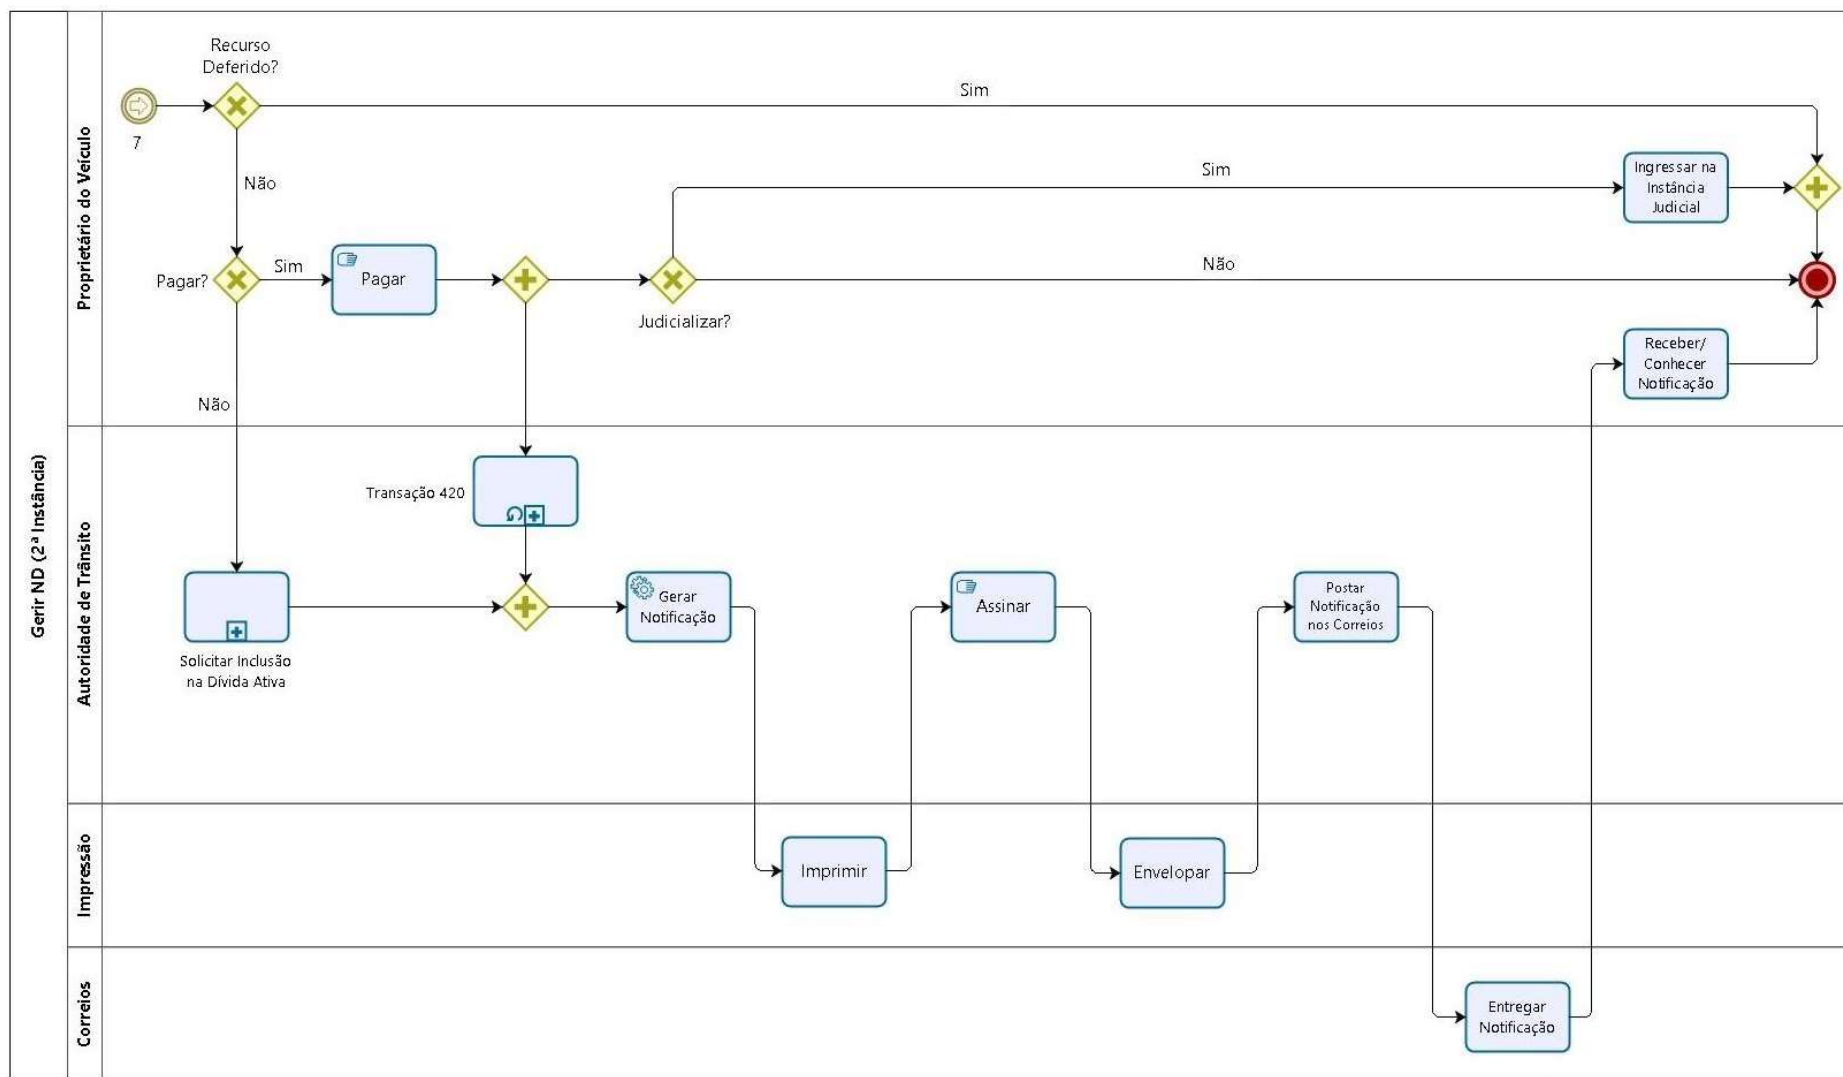 Gerir ND (2ª Instância)
Proprietário do Veículo
Recurso
Deferido?
7
Sim
Não
Sim
Ingressar na
Instância
Judicial
Pagar?
Sim
Pagar
Judicializar?
Não
Receber/
Conhecer
Notificação
Não
Autoridade de Trânsito
Transação 420
Solicitar Inclusão
na Dívida Ativa
Gerar
Notificação
Assinar
Postar
Notificação
nos Correios
Impressão
Imprimir
Envelopar
Correios
Entregar
Notificação